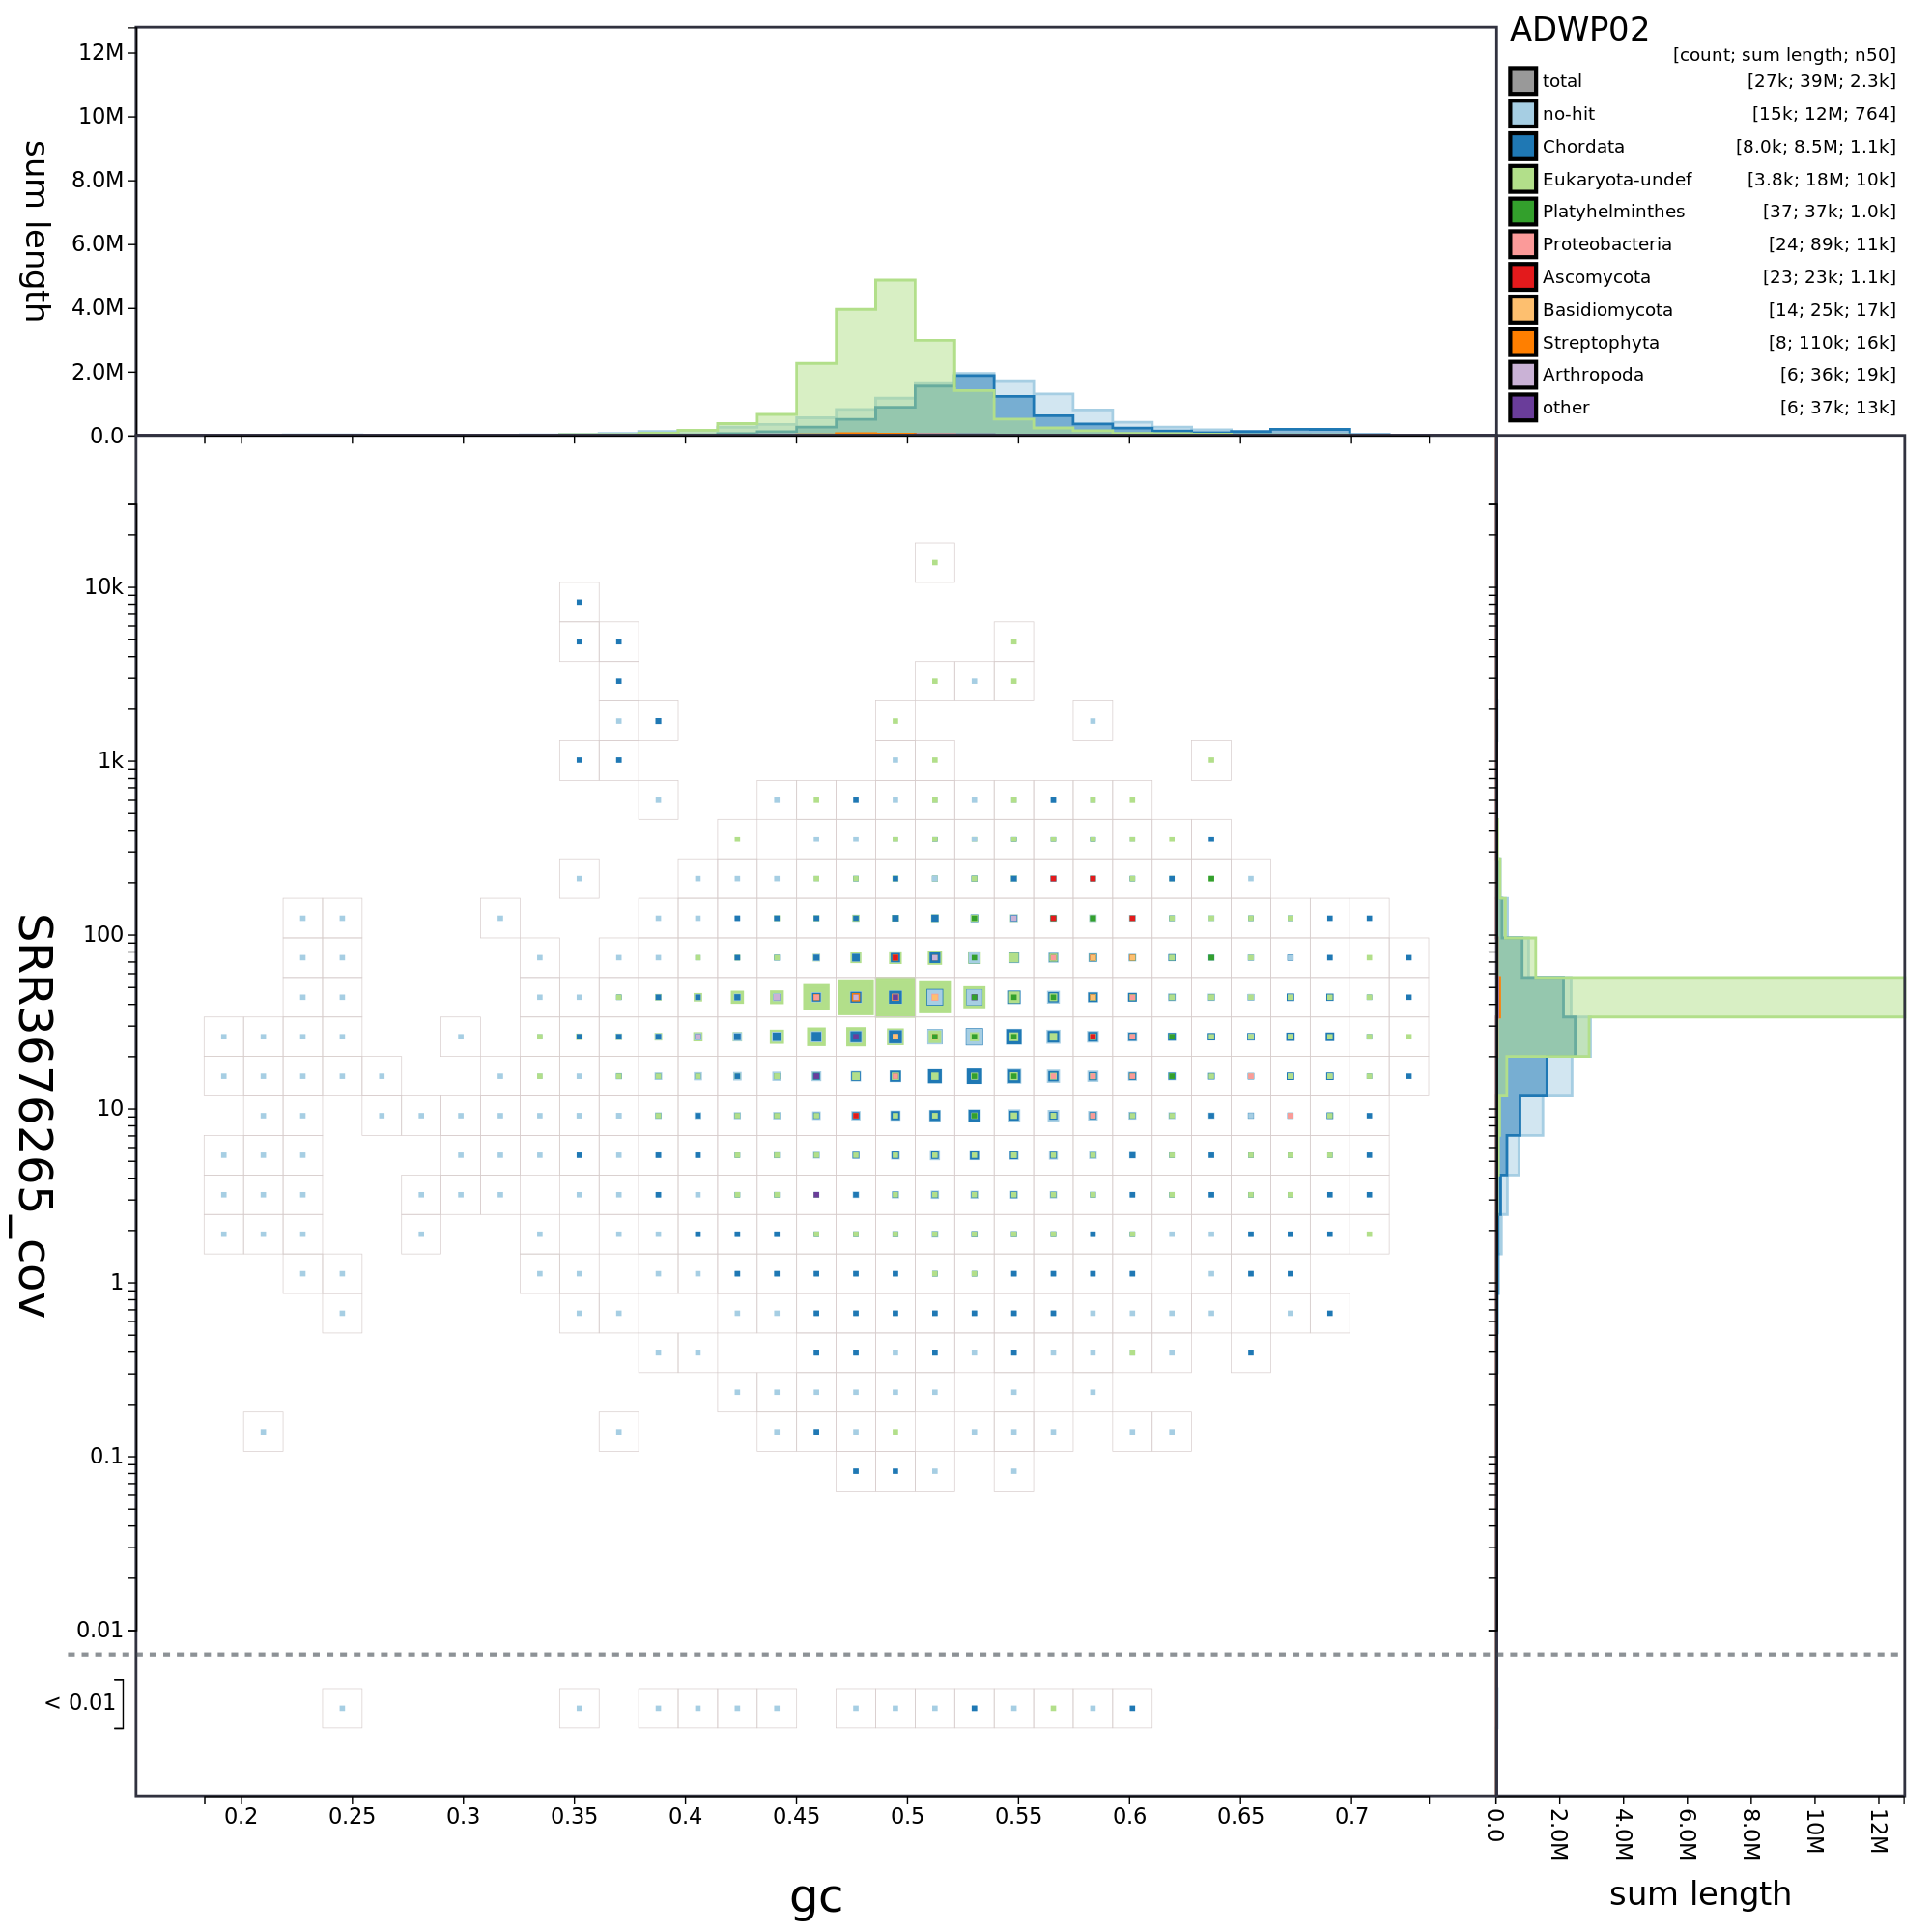 ADWP02
[count; sum length; n50]
total [27k; 39M; 2.3k]
no-hit [15k; 12M; 764]
Chordata [8.0k; 8.5M; 1.1k]
Eukaryota-undef [3.8k; 18M; 10k]
Platyhelminthes [37; 37k; 1.0k]
Proteobacteria [24; 89k; 11k]
Ascomycota [23; 23k; 1.1k]
Basidiomycota [14; 25k; 17k]
Streptophyta [8; 110k; 16k]
Arthropoda [6; 36k; 19k]
other [6; 37k; 13k]
sum length
12M
10M
8.0M
6.0M
4.0M
2.0M
0.0
SRR3676265_cov
10k
1k
100
10
1
0.1
0.01
< 0.01
0.2 0.25 0.3 0.35 0.4 0.45 0.5 0.55 0.6 0.65 0.7
gc
0.0 2.0M 4.0M 6.0M 8.0M 10M 12M
sum length